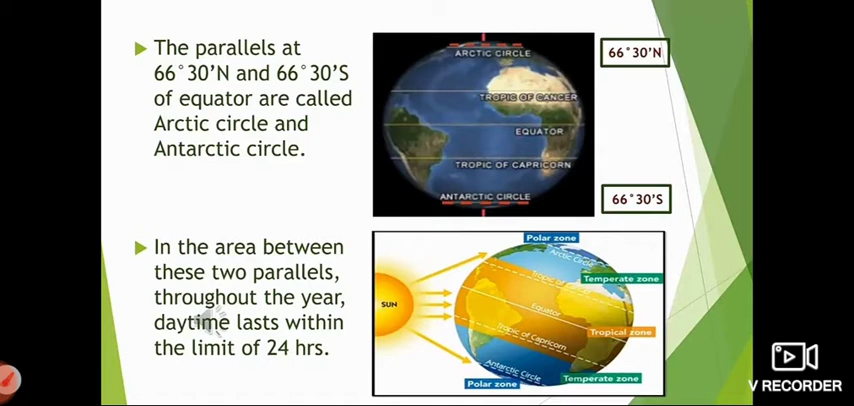 The parallels at
66°30'N and 66°30'S
of equator are called
Arctic circle and
Antarctic circle.
ARCTIC CIRCLE
TROPIC OF CANCER
EQUATOR
TROPIC OF CAPRICORN
ANTARCTIC CIRCLE
66°30'N
66°30'S
In the area between
these two parallels,
throughout the year,
daytime lasts within
the limit of 24 hrs.
Polar zone
Arctic Circle
Temperate zone
Tropic of
SUN
Equator
Tropical zone
Tropic of Capricorn
Antarctic Circle
Polar zone
Temperate zone
V RECORDER